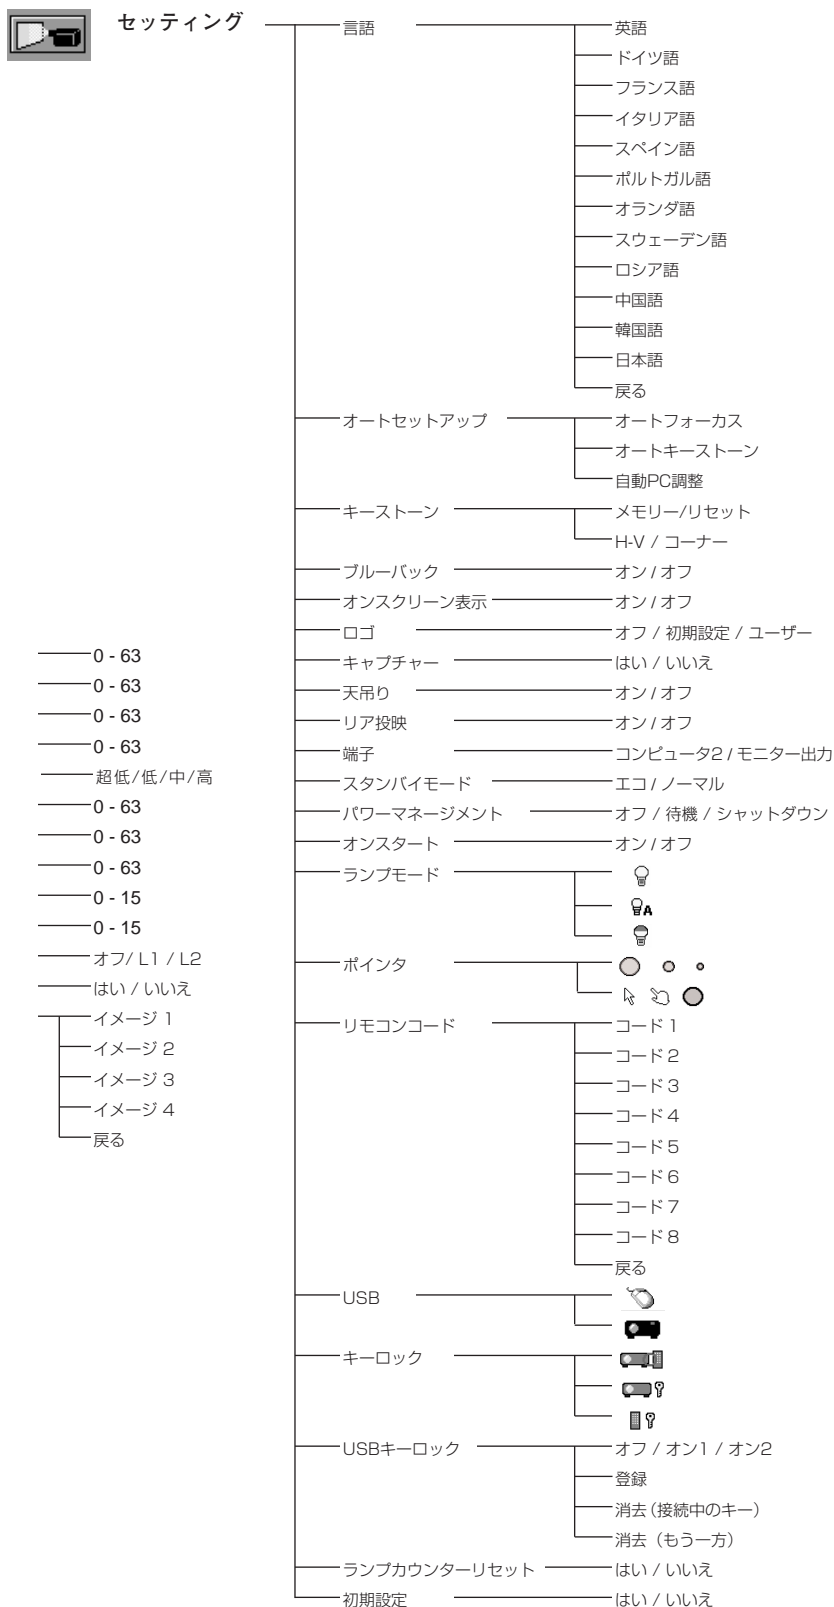 セッティング
言語
英語
ドイツ語
フランス語
イタリア語
スペイン語
ポルトガル語
オランダ語
スウェーデン語
ロシア語
中国語
韓国語
日本語
戻る
オートセットアップ
オートフォーカス
オートキーストーン
自動PC調整
キーストーン
メモリー/リセット
H-V / コーナー
ブルーバック
オン / オフ
オンスクリーン表示
オン / オフ
ロゴ
オフ / 初期設定 / ユーザー
キャプチャー
はい / いいえ
天吊り
オン / オフ
リア投映
オン / オフ
端子
コンピュータ2 / モニター出力
スタンバイモード
エコ / ノーマル
パワーマネージメント
オフ / 待機 / シャットダウン
オンスタート
オン / オフ
ランプモード
A
ポインタ
リモコンコード
コード 1
コード 2
コード 3
コード 4
コード 5
コード 6
コード 7
コード 8
戻る
USB
キーロック
USBキーロック
オフ / オン1 / オン2
登録
消去（接続中のキー）
消去（もう一方）
ランプカウンターリセット
はい / いいえ
初期設定
はい / いいえ
0 - 63
0 - 63
0 - 63
0 - 63
超低/低/中/高
0 - 63
0 - 63
0 - 63
0 - 15
0 - 15
オフ/ L1 / L2
はい / いいえ
イメージ 1
イメージ 2
イメージ 3
イメージ 4
戻る